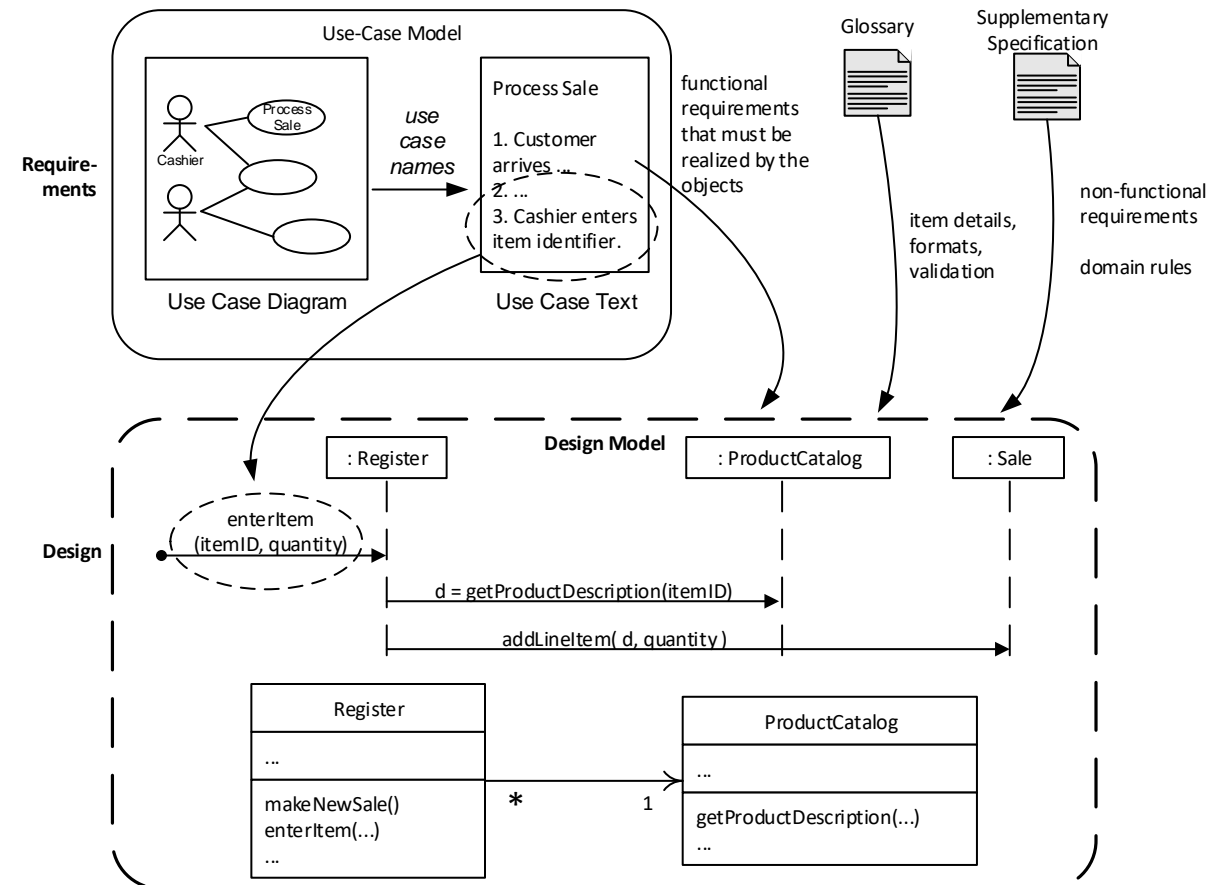 Use-Case Model
Process
Sale
Cashier
Use Case Diagram
use
case
names
Process Sale
1. Customer
arrives ...
2. ...
3. Cashier enters
item identifier.
Use Case Text
Require-
ments
functional
requirements
that must be
realized by the
objects
Glossary
item details,
formats,
validation
Supplementary
Specification
non-functional
requirements
domain rules
Design
Design Model
: Register
: ProductCatalog
: Sale
enterItem
(itemID, quantity)
d = getProductDescription(itemID)
addLineItem( d, quantity )
Register
...
makeNewSale()
enterItem(...)
...
*
1
ProductCatalog
...
getProductDescription(...)
...